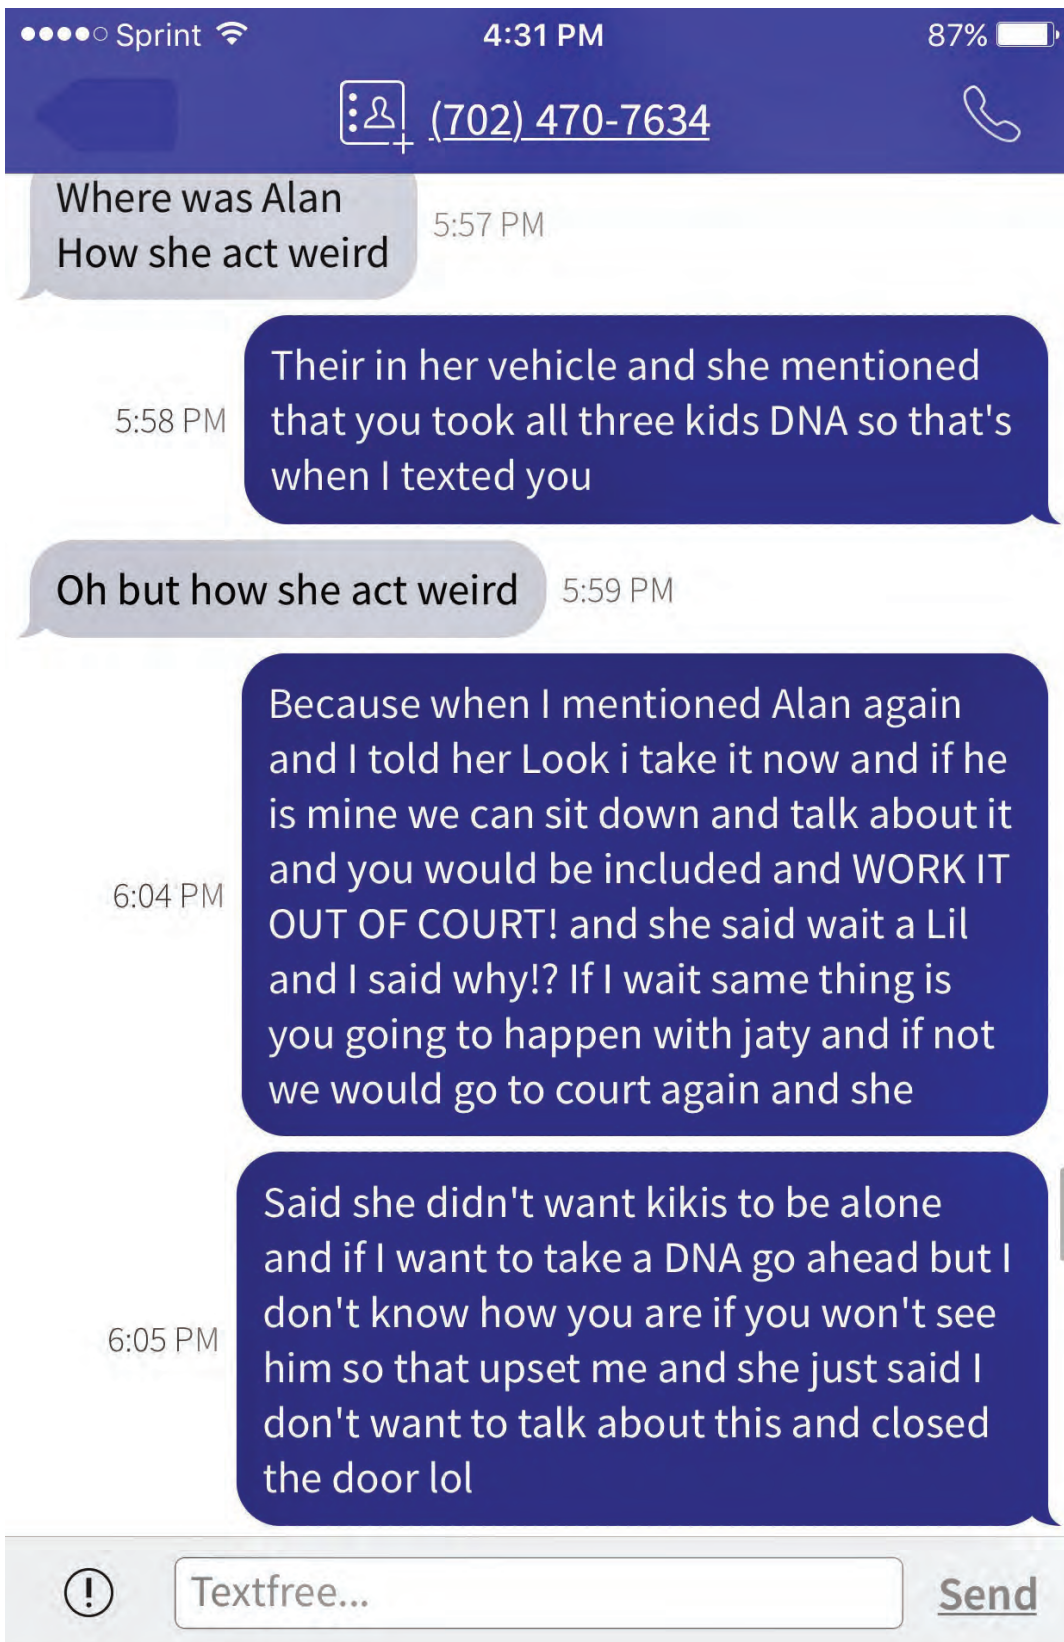 Sprint 4:31 PM 87%
(702) 470-7634
Where was Alan
How she act weird
5:57 PM
Their in her vehicle and she mentioned
that you took all three kids DNA so that's
when I texted you
5:58 PM
Oh but how she act weird
5:59 PM
Because when I mentioned Alan again
and I told her Look i take it now and if he
is mine we can sit down and talk about it
and you would be included and WORK IT
OUT OF COURT! and she said wait a Lil
and I said why!? If I wait same thing is
you going to happen with jaty and if not
we would go to court again and she
6:04 PM
Said she didn't want kikis to be alone
and if I want to take a DNA go ahead but I
don't know how you are if you won't see
him so that upset me and she just said I
don't want to talk about this and closed
the door lol
6:05 PM
Textfree... Send